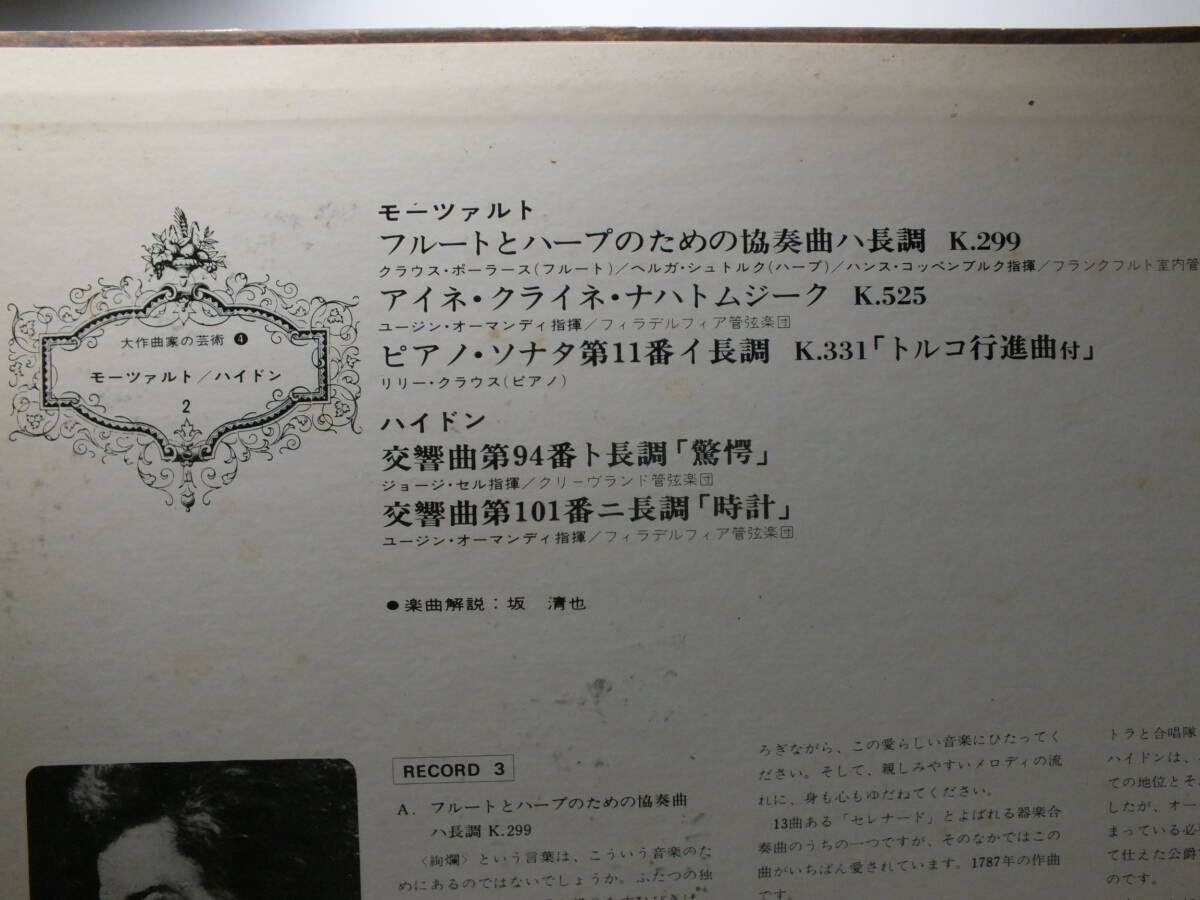 大作曲家の芸術 ❹
モーツァルト/ハイドン
2
モーツァルト
フルートとハープのための協奏曲ハ長調 K.299
クラウス・ポーラース(フルート)/ヘルガ・シュトルク(ハープ)/ハンス・コッペンブルク指揮/フランクフルト室内管
アイネ・クライネ・ナハトムジーク K.525
ユージン・オーマンディ指揮/フィラデルフィア管弦楽団
ピアノ・ソナタ第11番イ長調 K.331「トルコ行進曲付」
リリー・クラウス(ピアノ)
ハイドン
交響曲第94番ト長調「驚愕」
ジョージ・セル指揮/クリーヴランド管弦楽団
交響曲第101番ニ長調「時計」
ユージン・オーマンディ指揮/フィラデルフィア管弦楽団
●楽曲解説:坂 清也
RECORD 3
A. フルートとハープのための協奏曲
ハ長調 K.299
〈絢爛〉という言葉は、こういう音楽のた
めにあるのではないでしょうか。ふたつの独
ろぎながら、この愛らしい音楽にひたってく
ださい。そして、親しみやすいメロディの流
れに、身も心もゆだねてください。
13曲ある「セレナード」とよばれる器楽合
奏曲のうちの一つですが、そのなかではこの
曲がいちばん愛されています。1787年の作曲
です。
トラと合唱隊
ハイドンは、
ての地位とそ
したが、オー
まっている必
て仕えた公爵
のです。